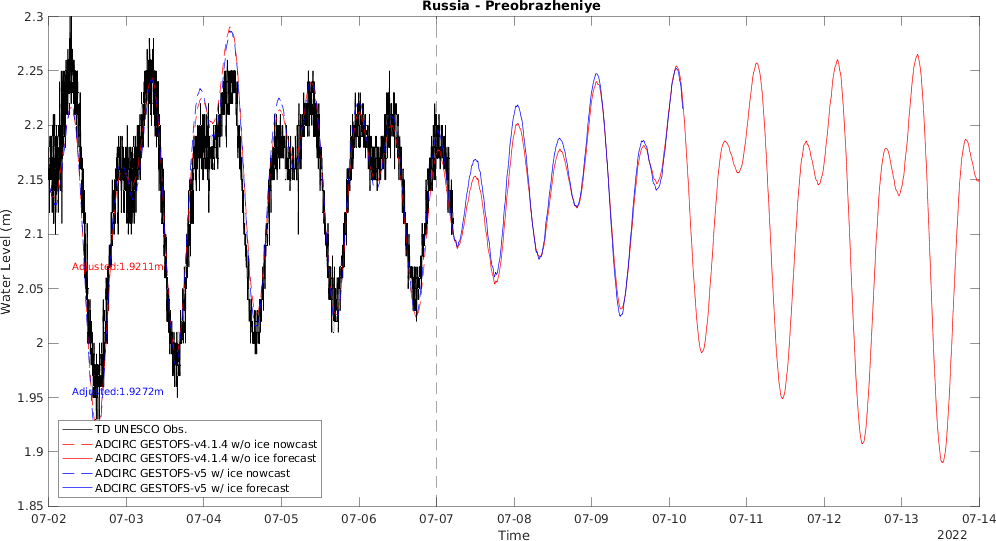 Russia - Preobrazheniye
2.3
2.25
2.2
2.15
2.1
2.05
2
1.95
1.9
1.85
Water Level (m)
Adjusted:1.9211m
Adjusted:1.9272m
TD UNESCO Obs.
ADCIRC GESTOFS-v4.1.4 w/o ice nowcast
ADCIRC GESTOFS-v4.1.4 w/o ice forecast
ADCIRC GESTOFS-v5 w/ ice nowcast
ADCIRC GESTOFS-v5 w/ ice forecast
07-02 07-03 07-04 07-05 07-06 07-07 07-08 07-09 07-10 07-11 07-12 07-13 07-14
Time
2022